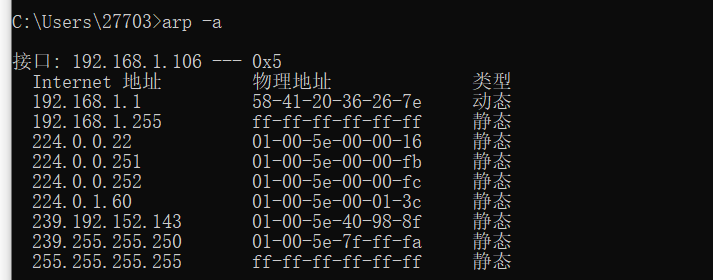 C:\Users\27703>arp -a
接口: 192.168.1.106 --- 0x5
Internet 地址 物理地址 类型
192.168.1.1 58-41-20-36-26-7e 动态
192.168.1.255 ff-ff-ff-ff-ff-ff 静态
224.0.0.22 01-00-5e-00-00-16 静态
224.0.0.251 01-00-5e-00-00-fb 静态
224.0.0.252 01-00-5e-00-00-fc 静态
224.0.1.60 01-00-5e-00-01-3c 静态
239.192.152.143 01-00-5e-40-98-8f 静态
239.255.255.250 01-00-5e-7f-ff-fa 静态
255.255.255.255 ff-ff-ff-ff-ff-ff 静态